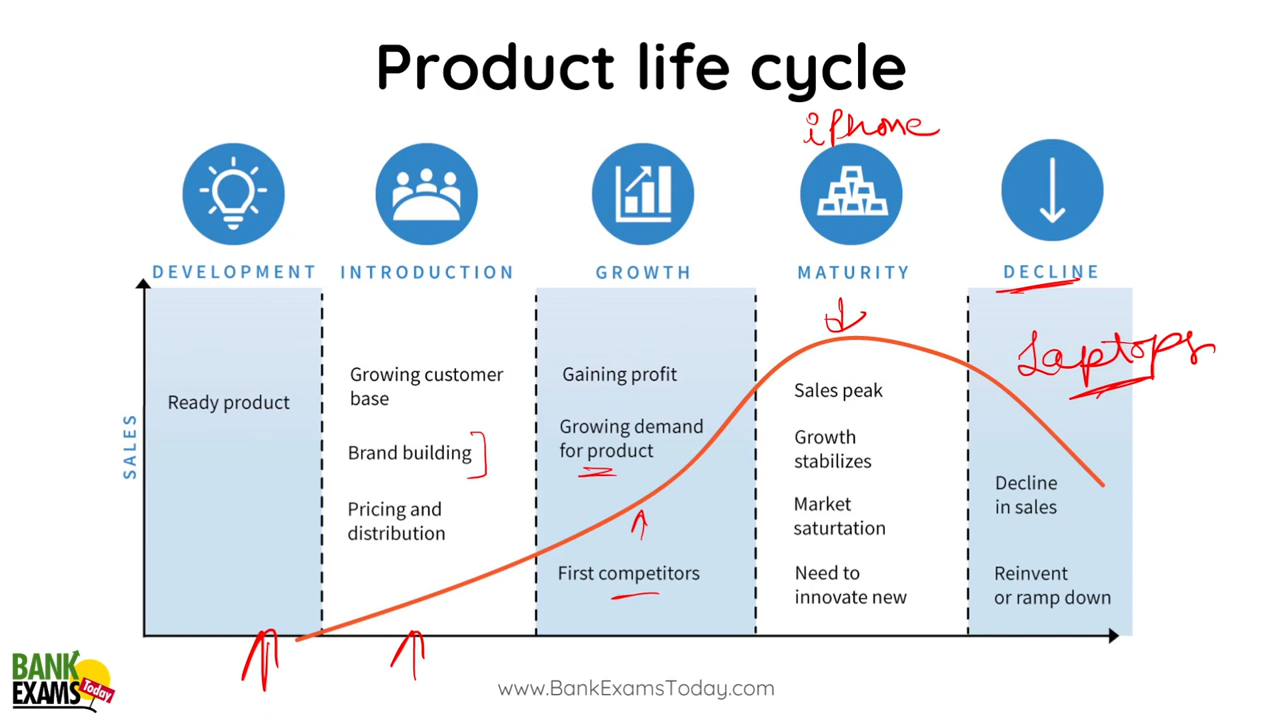 Product life cycle
iPhone
DEVELOPMENT
INTRODUCTION
GROWTH
MATURITY
DECLINE
SALES
Ready product
Growing customer
base
Brand building
Pricing and
distribution
Gaining profit
Growing demand
for product
First competitors
Sales peak
Growth
stabilizes
Market
saturtation
Need to
innovate new
Laptops
Decline
in sales
Reinvent
or ramp down
BANK
EXAMS
Today
www.BankExamsToday.com